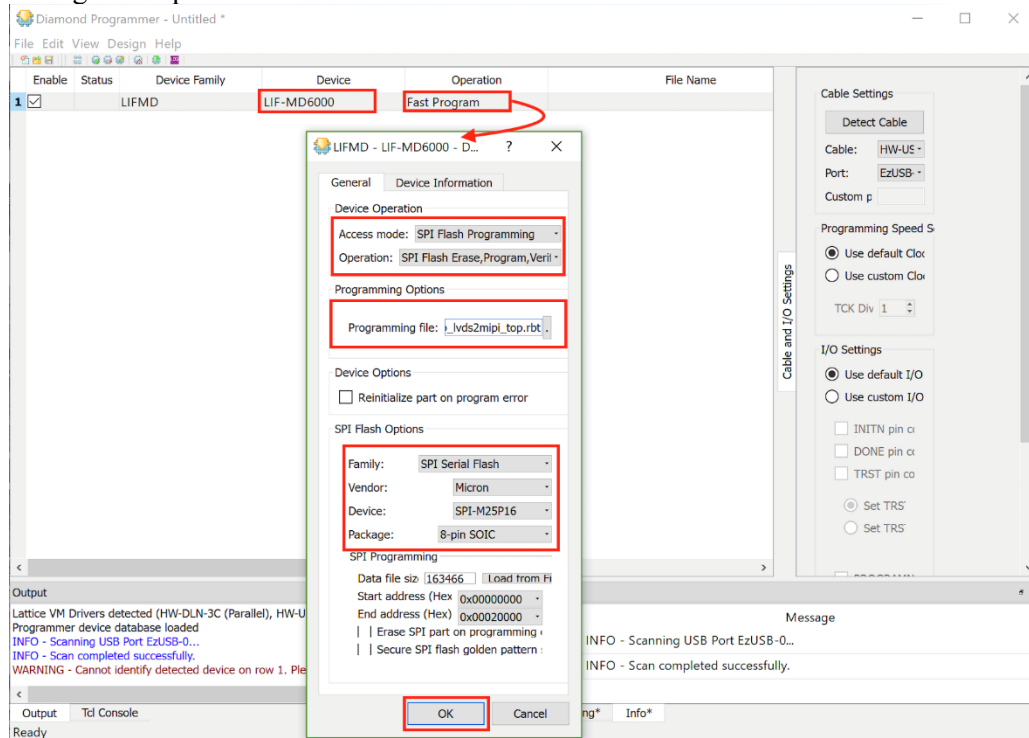 Diamond Programmer - Untitled *
File Edit View Design Help
Enable Status Device Family Device Operation File Name
1 LIFMD LIF-MD6000 Fast Program
Cable Settings
Detect Cable
Cable: HW-US
Port: EzUSB-
Custom p
Programming Speed S
Use default Cloc
Use custom Cloc
TCK Div 1
I/O Settings
Use default I/O
Use custom I/O
INITN pin co
DONE pin co
TRST pin co
Set TRS
Set TRS
Cable and I/O Settings
LIFMD - LIF-MD6000 - D... ? ×
General Device Information
Device Operation
Access mode: SPI Flash Programming
Operation: SPI Flash Erase,Program,Veri
Programming Options
Programming file: _lvds2mipi_top.rbt .
Device Options
Reinitialize part on program error
SPI Flash Options
Family: SPI Serial Flash
Vendor: Micron
Device: SPI-M25P16
Package: 8-pin SOIC
SPI Programming
Data file siz 163466 Load from Fi
Start address (Hex 0x00000000
End address (Hex) 0x00020000
Erase SPI part on programming
Secure SPI flash golden pattern
OK Cancel
Output
Lattice VM Drivers detected (HW-DLN-3C (Parallel), HW-U
Programmer device database loaded
INFO - Scanning USB Port EzUSB-0...
INFO - Scan completed successfully.
WARNING - Cannot identify detected device on row 1. Ple
Message
INFO - Scanning USB Port EzUSB-0...
INFO - Scan completed successfully.
Output Tcl Console ng* Info*
Ready